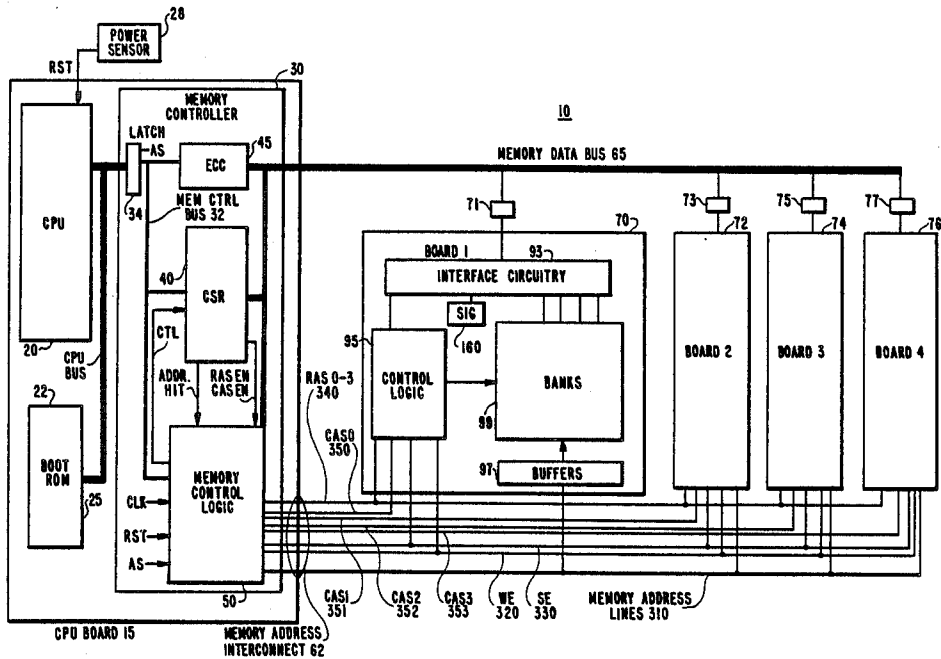 28
POWER
SENSOR
RST
30
MEMORY
CONTROLLER
10
LATCH
AS
45
ECC
MEMORY DATA BUS 65
34
MEM CTRL
BUS 32
CPU
71
73
75
77
70
72
74
76
BOARD 1
93
INTERFACE CIRCUITRY
40
CSR
SIG
160
95
CONTROL
LOGIC
BANKS
99
BOARD 2
BOARD 3
BOARD 4
20
CTL
CPU
BUS
22
ADDR.
HIT
RASEN
CASEN
RAS 0-3
340
CAS0
350
97
BUFFERS
BOOT
ROM
25
MEMORY
CONTROL
LOGIC
CLK
RST
AS
50
CPU BOARD 15
MEMORY ADDRESS
INTERCONNECT 62
CAS1
351
CAS2
352
CAS3
353
WE
320
SE
330
MEMORY ADDRESS
LINES 310